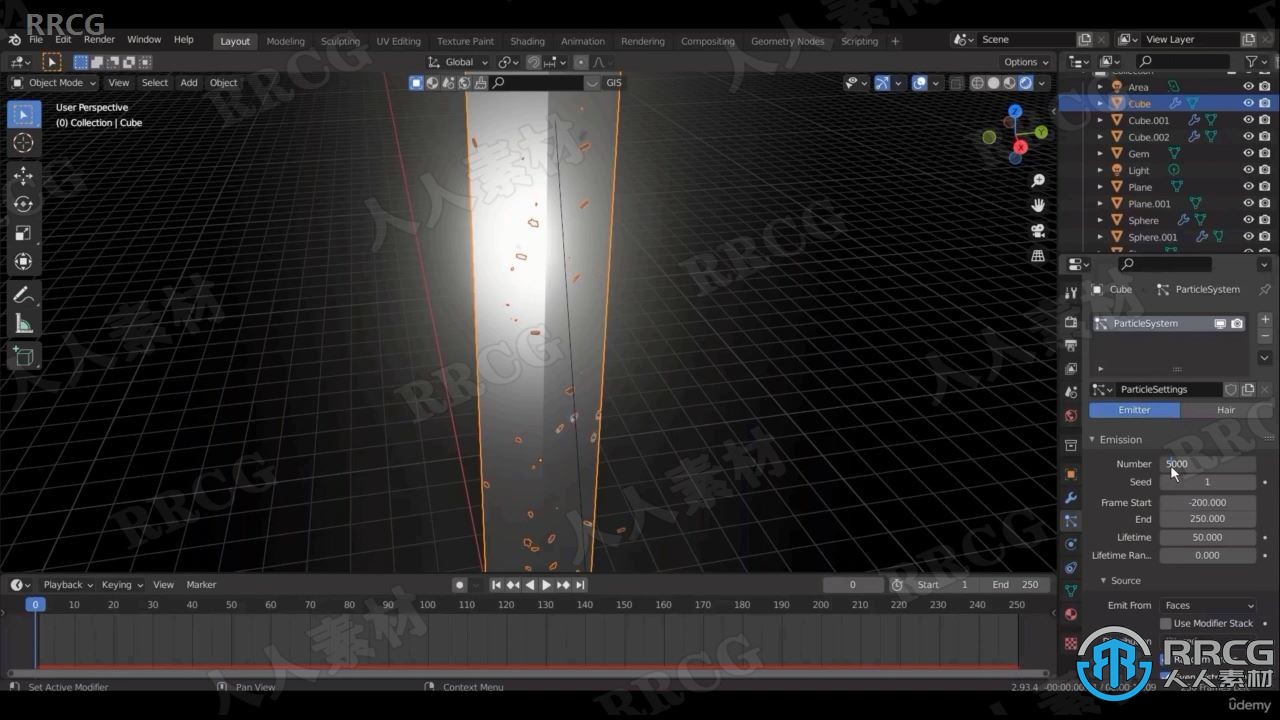 RRCG
File Edit Render Window Help Layout Modeling Sculpting UV Editing Texture Paint Shading Animation Rendering Compositing Geometry Nodes Scripting + Scene View Layer
Global Options
Object Mode View Select Add Object GIS
User Perspective
(0) Collection | Cube
Z
Y
X
Collection
Area
Cube
Cube.001
Cube.002
Gem
Light
Plane
Plane.001
Sphere
Sphere.001
Cube ParticleSystem
ParticleSystem
ParticleSettings
Emitter Hair
Emission
Number 5000
Seed 1
Frame Start -200.000
End 250.000
Lifetime 50.000
Lifetime Ran... 0.000
Source
Emit From Faces
Use Modifier Stack
Playback Keying View Marker 0 Start 1 End 250
0 10 20 30 40 50 60 70 80 90 100 110 120 130 140 150 160 170 180 190 200 210 220 230 240 250
Set Active Modifier Pan View Context Menu 2.93.4
RRCG
人人素材
ûdemy